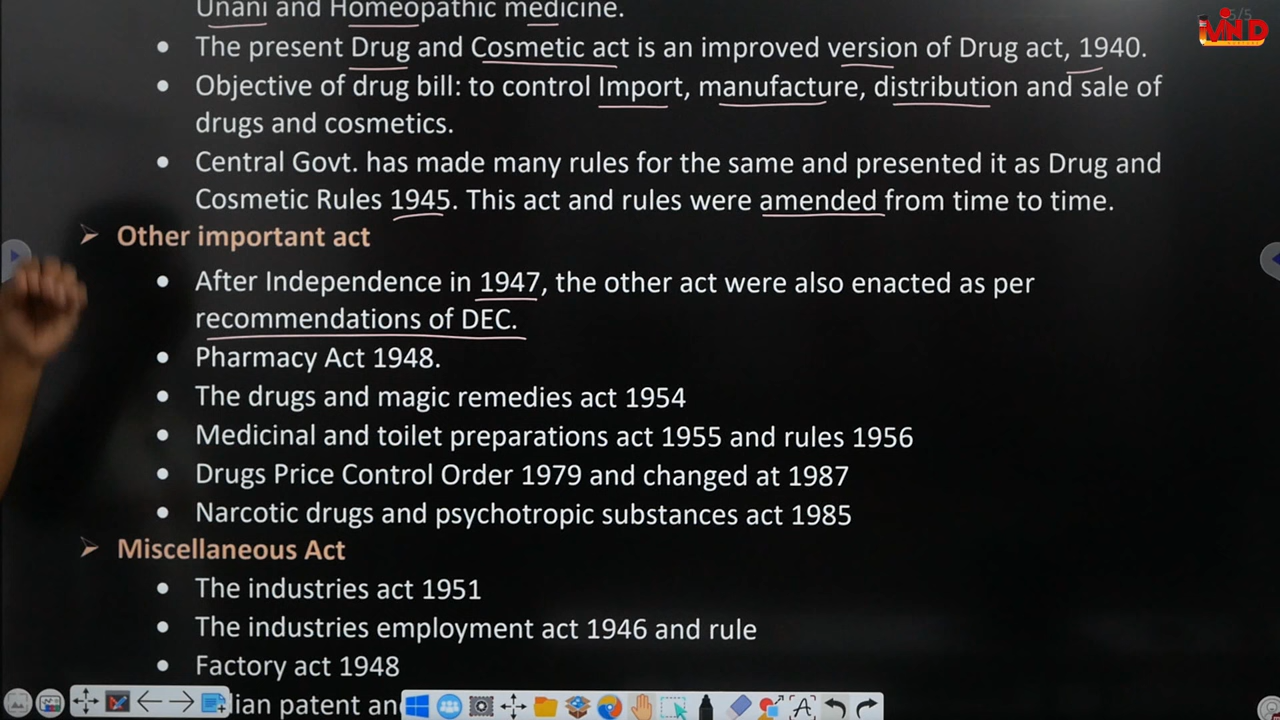 Unani and Homeopathic medicine.
• The present Drug and Cosmetic act is an improved version of Drug act, 1940.
• Objective of drug bill: to control Import, manufacture, distribution and sale of
drugs and cosmetics.
• Central Govt. has made many rules for the same and presented it as Drug and
Cosmetic Rules 1945. This act and rules were amended from time to time.
➢ Other important act
• After Independence in 1947, the other act were also enacted as per
recommendations of DEC.
• Pharmacy Act 1948.
• The drugs and magic remedies act 1954
• Medicinal and toilet preparations act 1955 and rules 1956
• Drugs Price Control Order 1979 and changed at 1987
• Narcotic drugs and psychotropic substances act 1985
➢ Miscellaneous Act
• The industries act 1951
• The industries employment act 1946 and rule
• Factory act 1948
patent